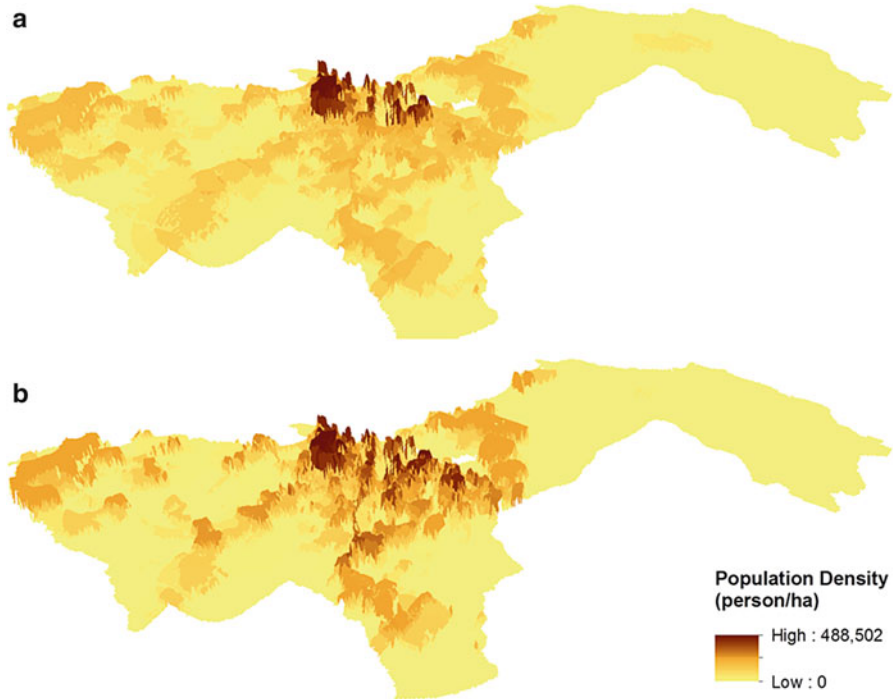 a
b
Population Density
(person/ha)
High : 488,502
Low : 0